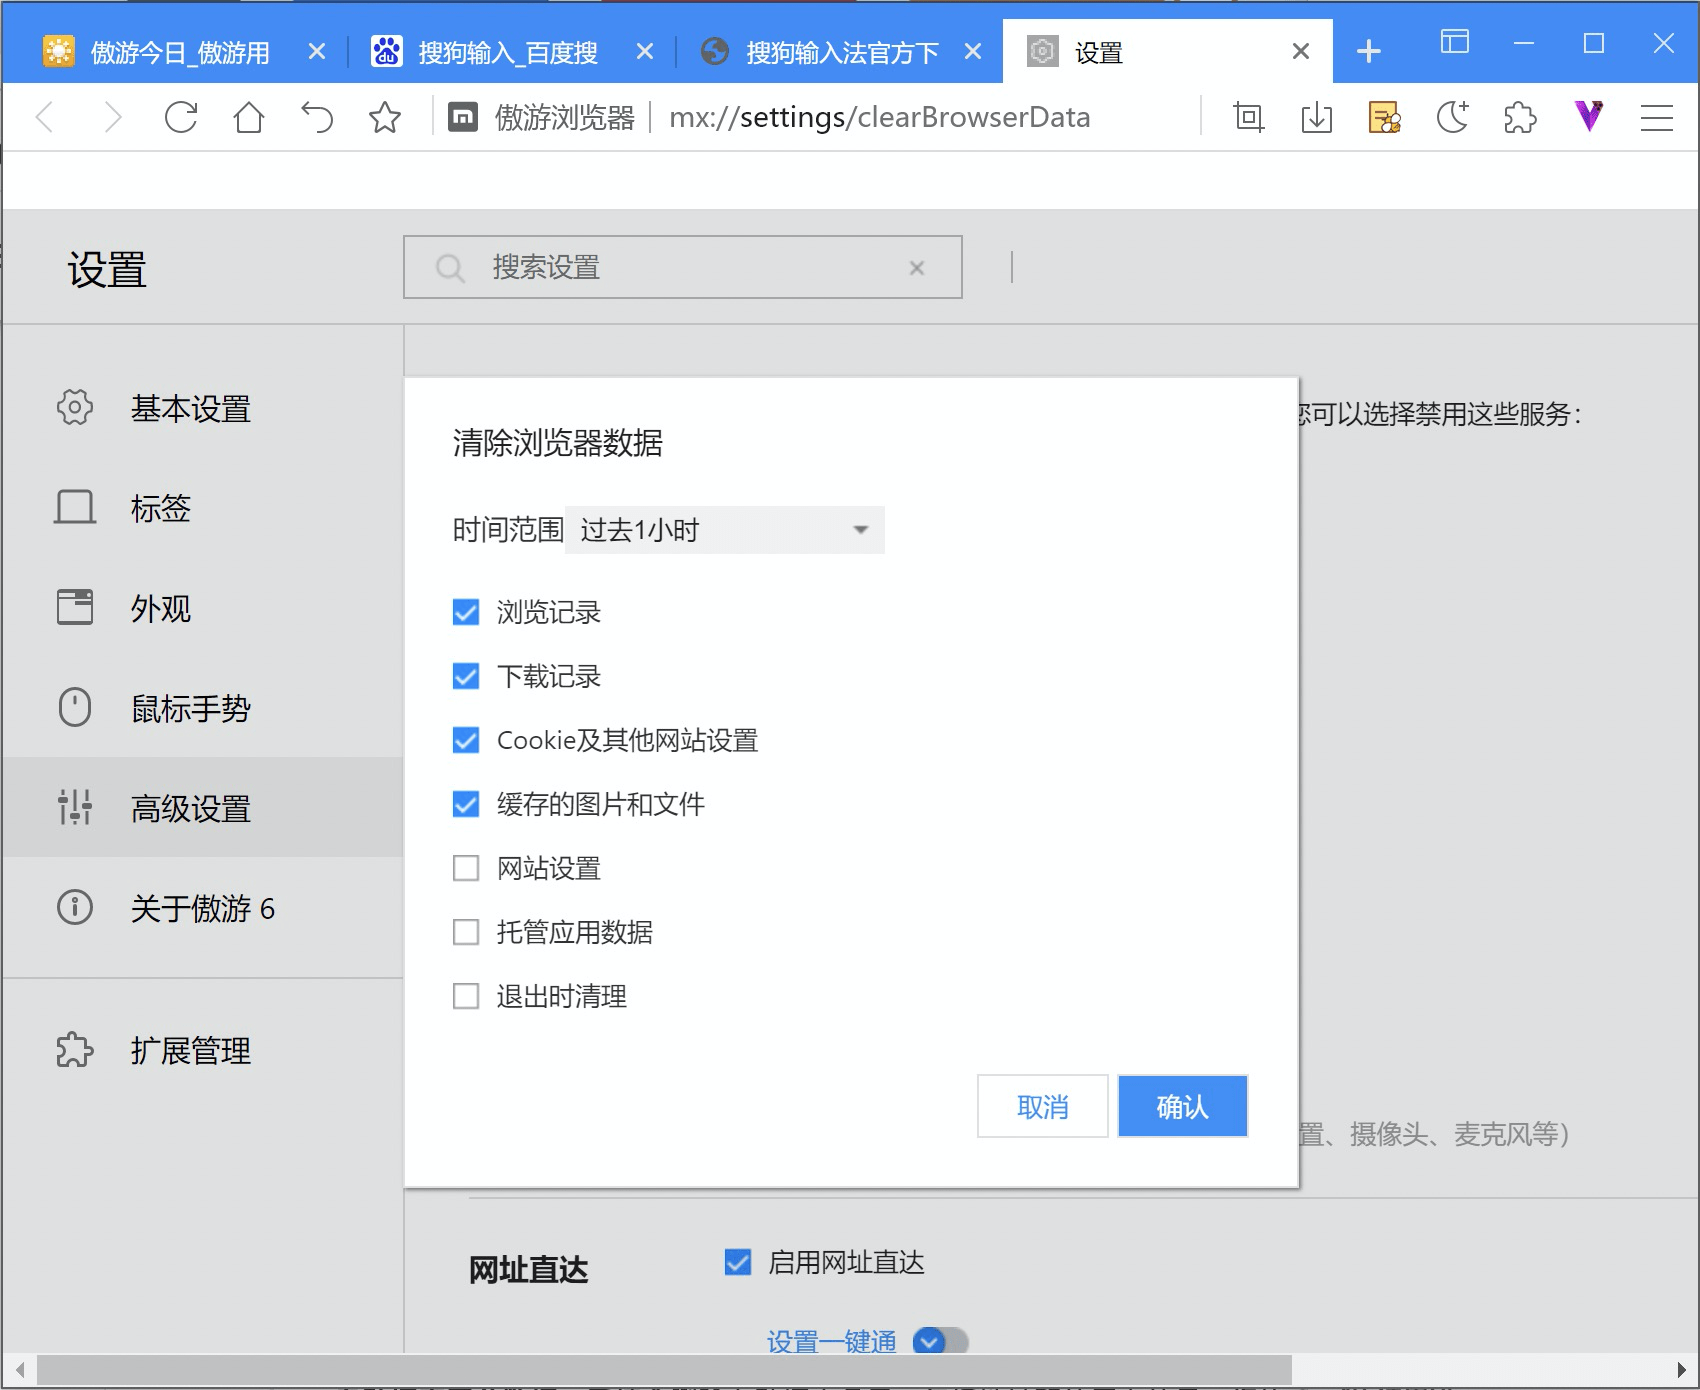 傲游今日_傲游用
搜狗输入_百度搜
搜狗输入法官方下
设置
傲游浏览器
mx://settings/clearBrowserData
设置
搜索设置
基本设置
标签
外观
鼠标手势
高级设置
关于傲游 6
扩展管理
您可以选择禁用这些服务：
清除浏览器数据
时间范围 过去1小时
浏览记录
下载记录
Cookie及其他网站设置
缓存的图片和文件
网站设置
托管应用数据
退出时清理
取消 确认
置、摄像头、麦克风等）
网址直达 启用网址直达
设置一键通